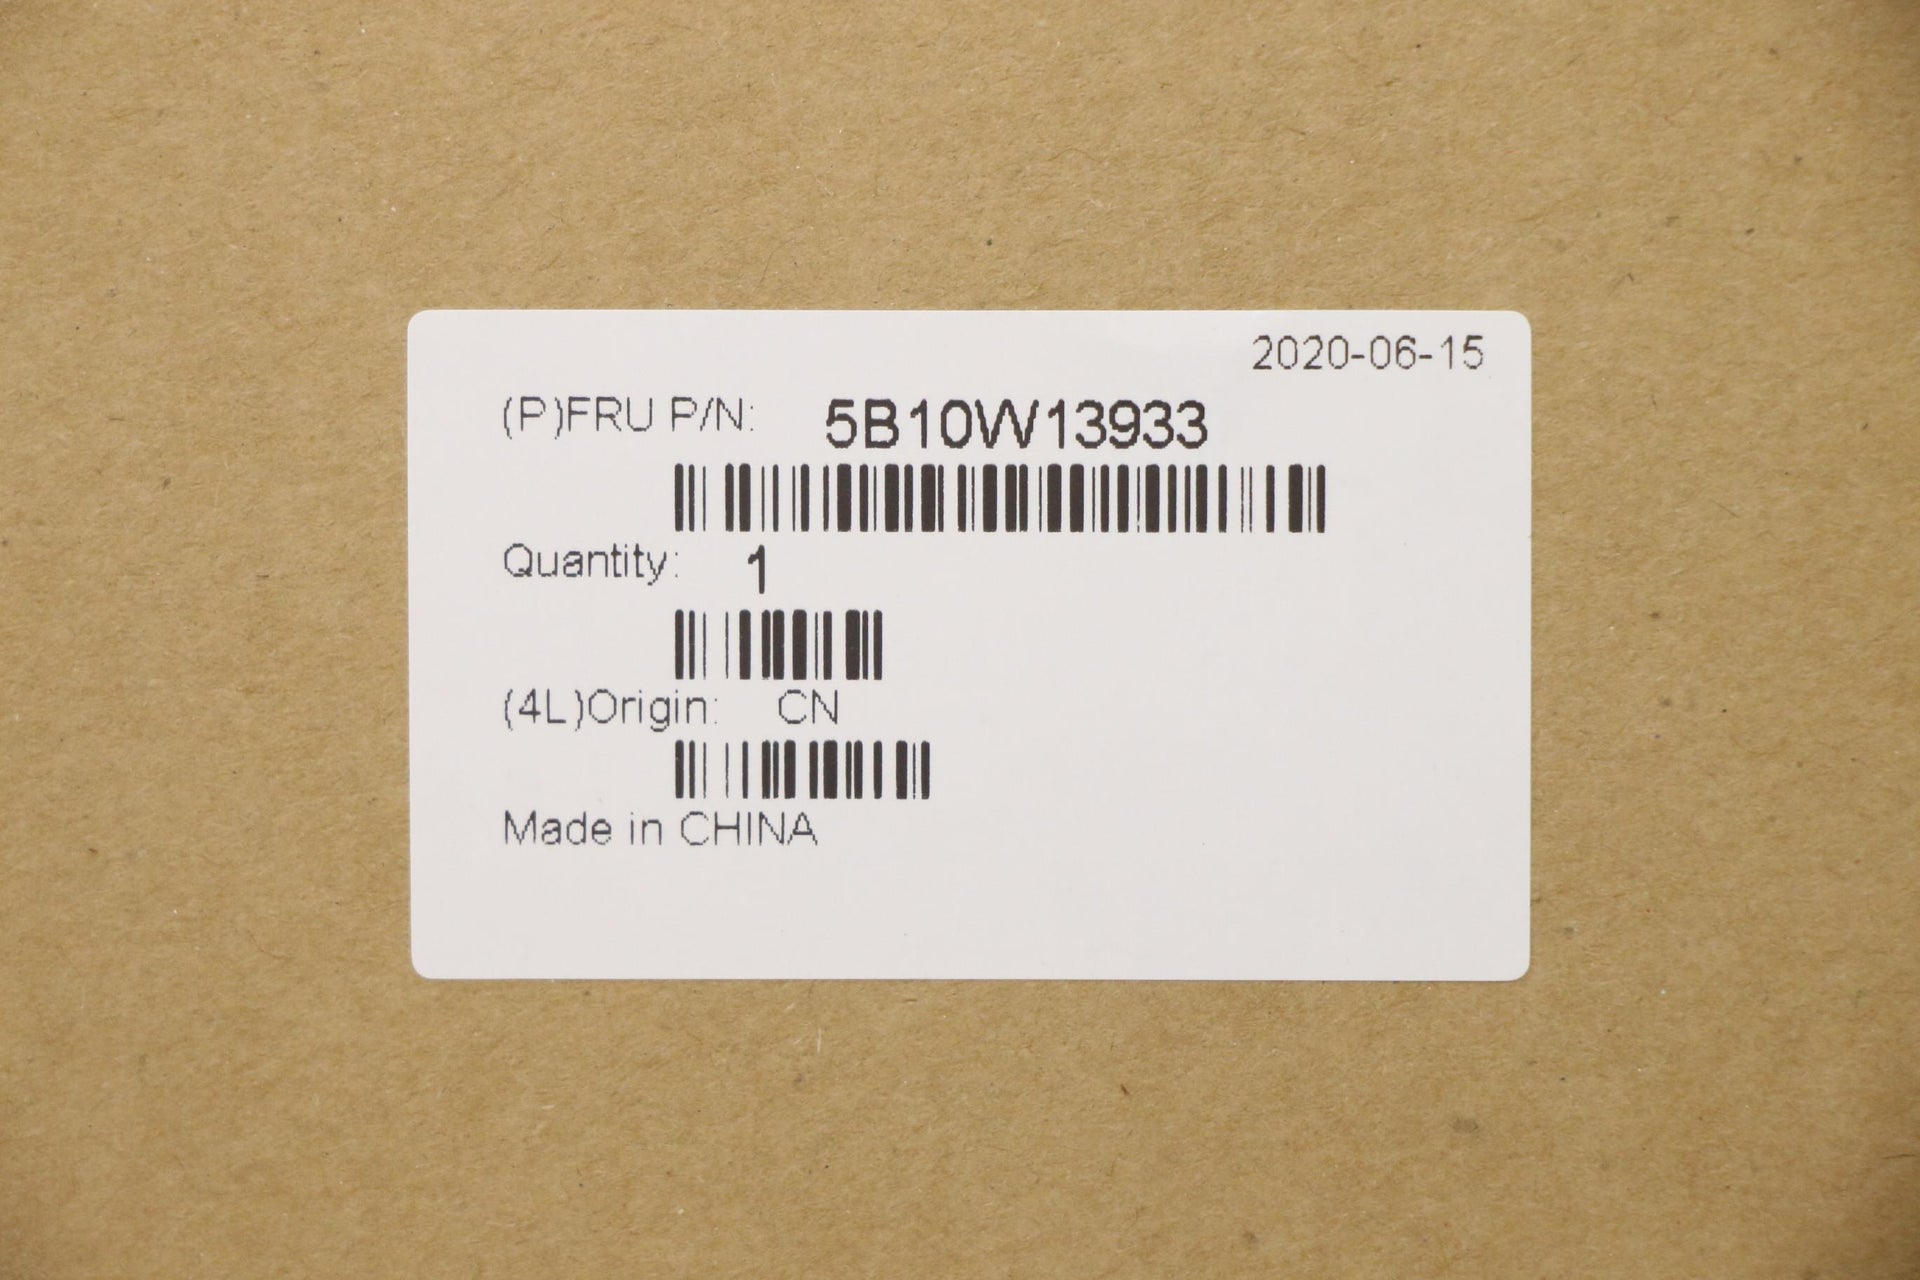 2020-06-15
(P)FRU P/N: 5B10W13933
Quantity: 1
(4L)Origin: CN
Made in CHINA